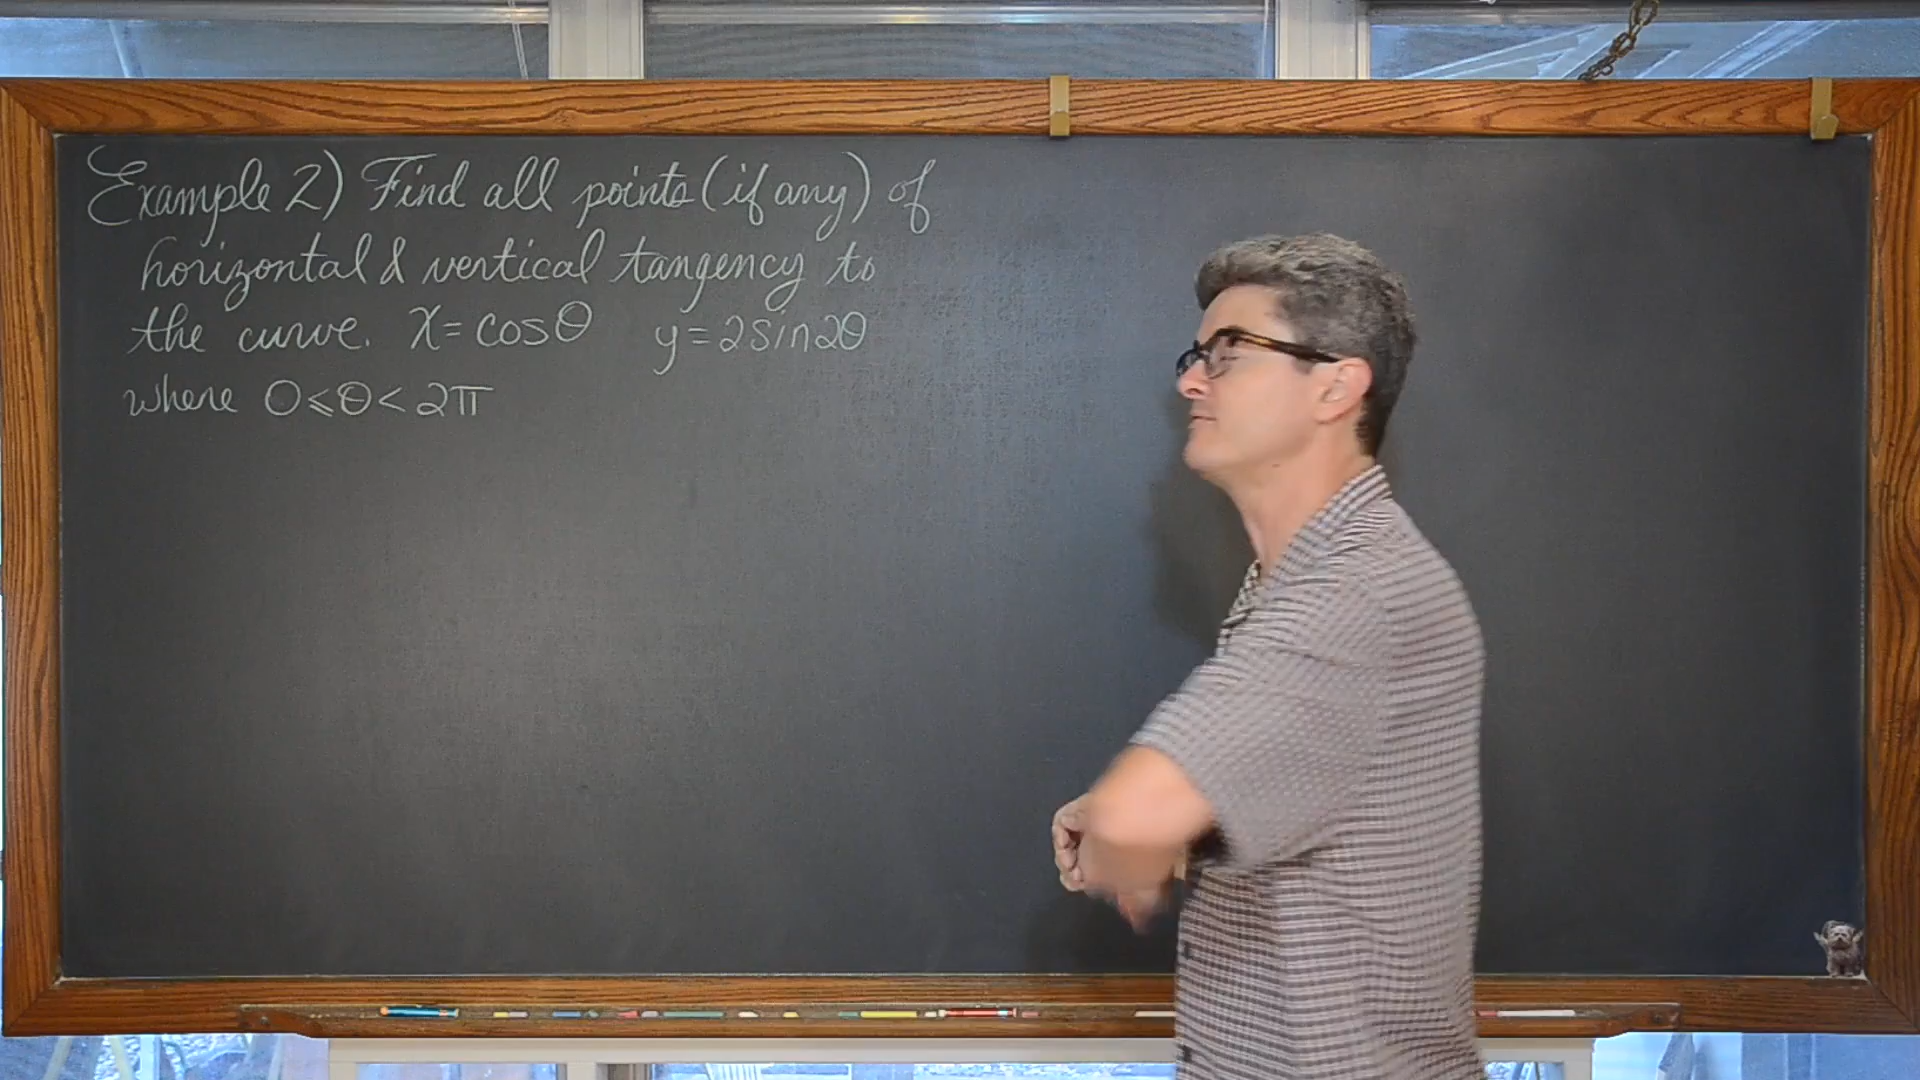 Example 2) Find all points (if any) of
horizontal & vertical tangency to
the curve. x = cosθ y = 2sin2θ
where 0 ⩽ θ < 2π